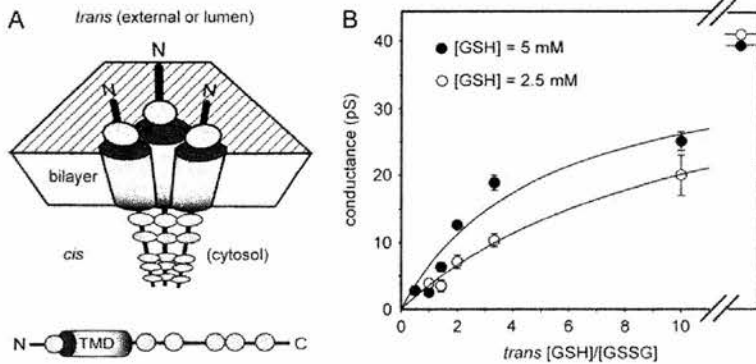 A
trans (external or lumen)
N
N
N
bilayer
cis
(cytosol)
N
TMD
C
B
conductance (pS)
40
30
20
10
0
[GSH] = 5 mM
[GSH] = 2.5 mM
0
2
4
6
8
10
trans [GSH]/[GSSG]